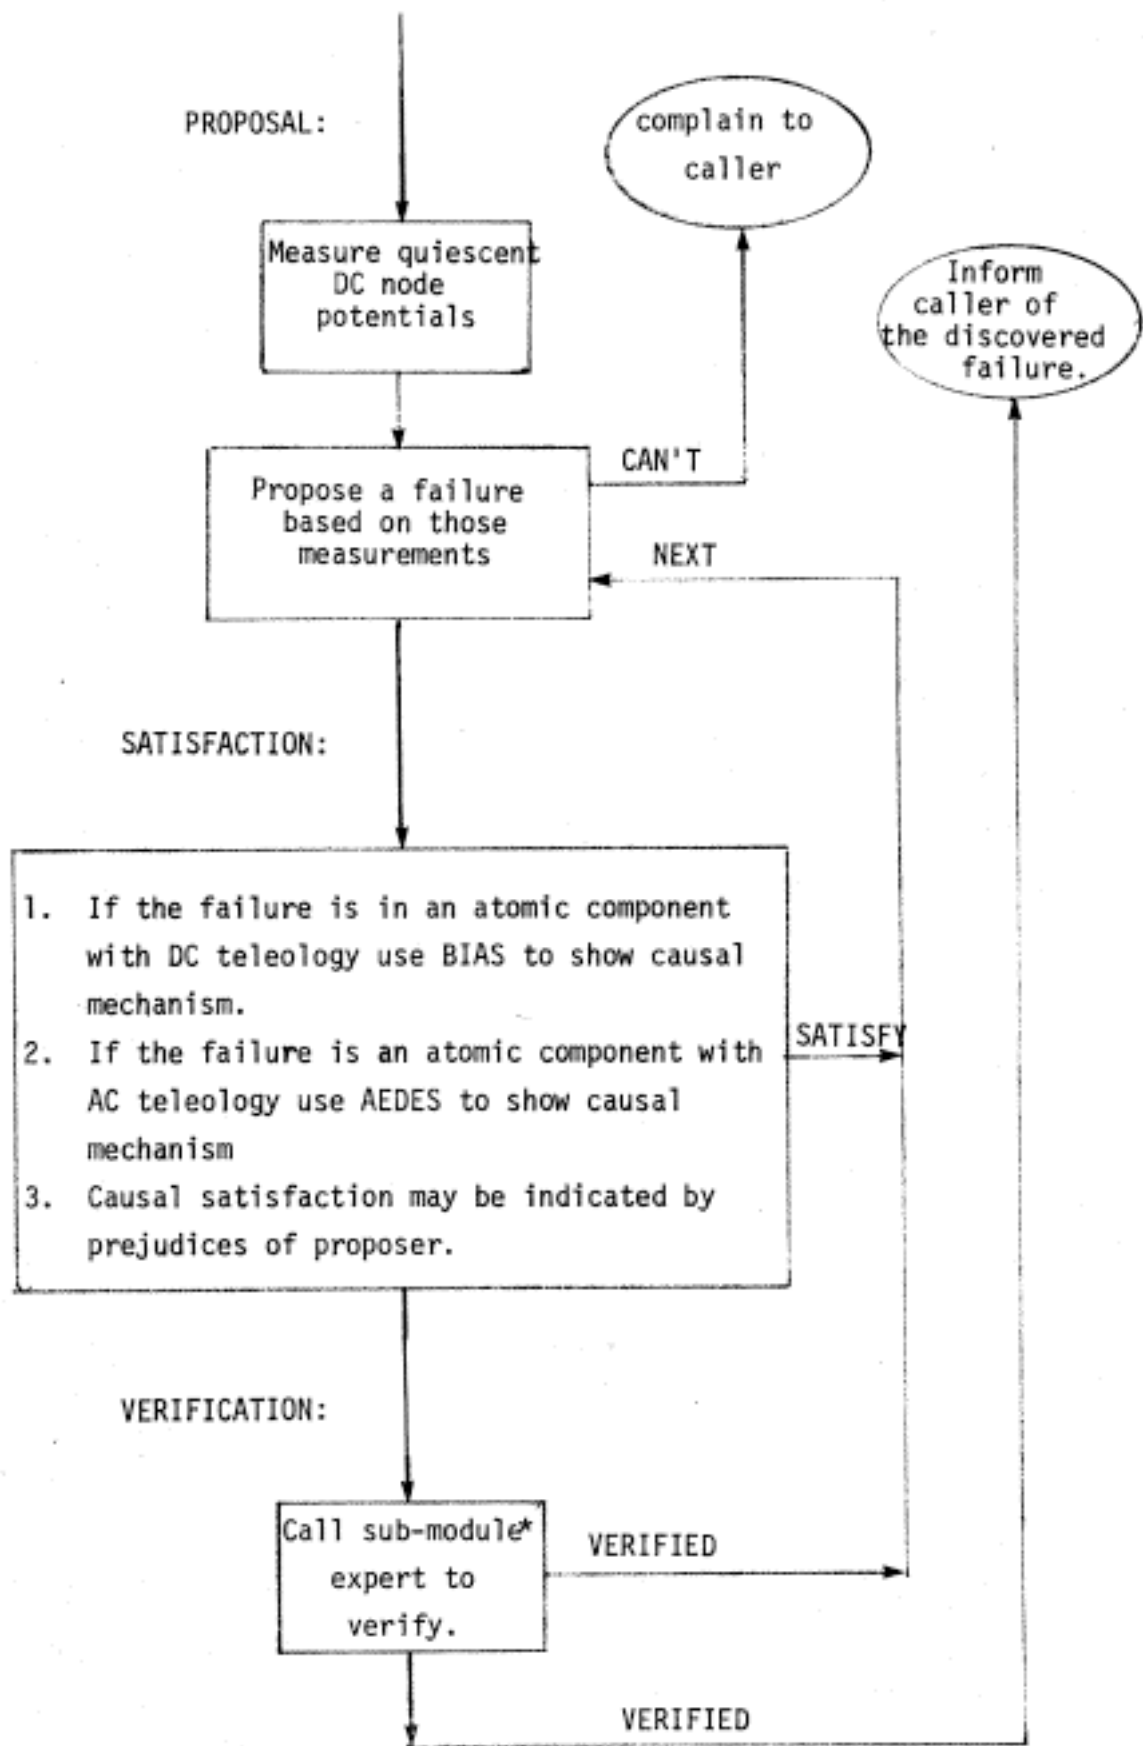 PROPOSAL:
complain to
caller
Measure quiescent
DC node
potentials
Inform
caller of
the discovered
failure.
CAN'T
Propose a failure
based on those
measurements
NEXT
SATISFACTION:
1. If the failure is in an atomic component
with DC teleology use BIAS to show causal
mechanism.
2. If the failure is an atomic component with
AC teleology use AEDES to show causal
mechanism
3. Causal satisfaction may be indicated by
prejudices of proposer.
SATISFY
VERIFICATION:
Call sub-module*
expert to
verify.
VERIFIED
VERIFIED